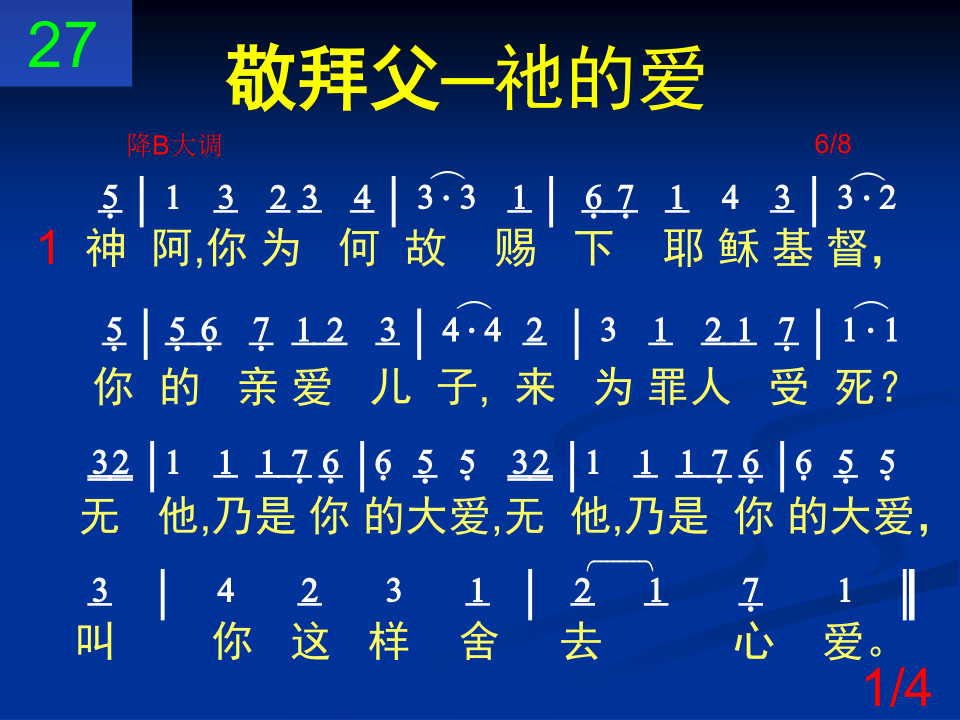 27
敬拜父─祂的爱
降B大调 6/8
5 | 1 3 2 3 4 | 3 · 3 1 | 6 7 1 4 3 | 3 · 2
1 神 阿,你 为 何 故 赐 下 耶 稣 基 督,
5 | 5 6 7 1 2 3 | 4 · 4 2 | 3 1 2 1 7 | 1 · 1
你 的 亲 爱 儿 子, 来 为 罪 人 受 死?
3 2 | 1 1 1 7 6 | 6 5 5 3 2 | 1 1 1 7 6 | 6 5 5
无 他,乃是 你 的大爱,无 他,乃是 你 的大爱,
3 | 4 2 3 1 | 2 1 7 1 ‖
叫 你 这 样 舍 去 心 爱。
1/4